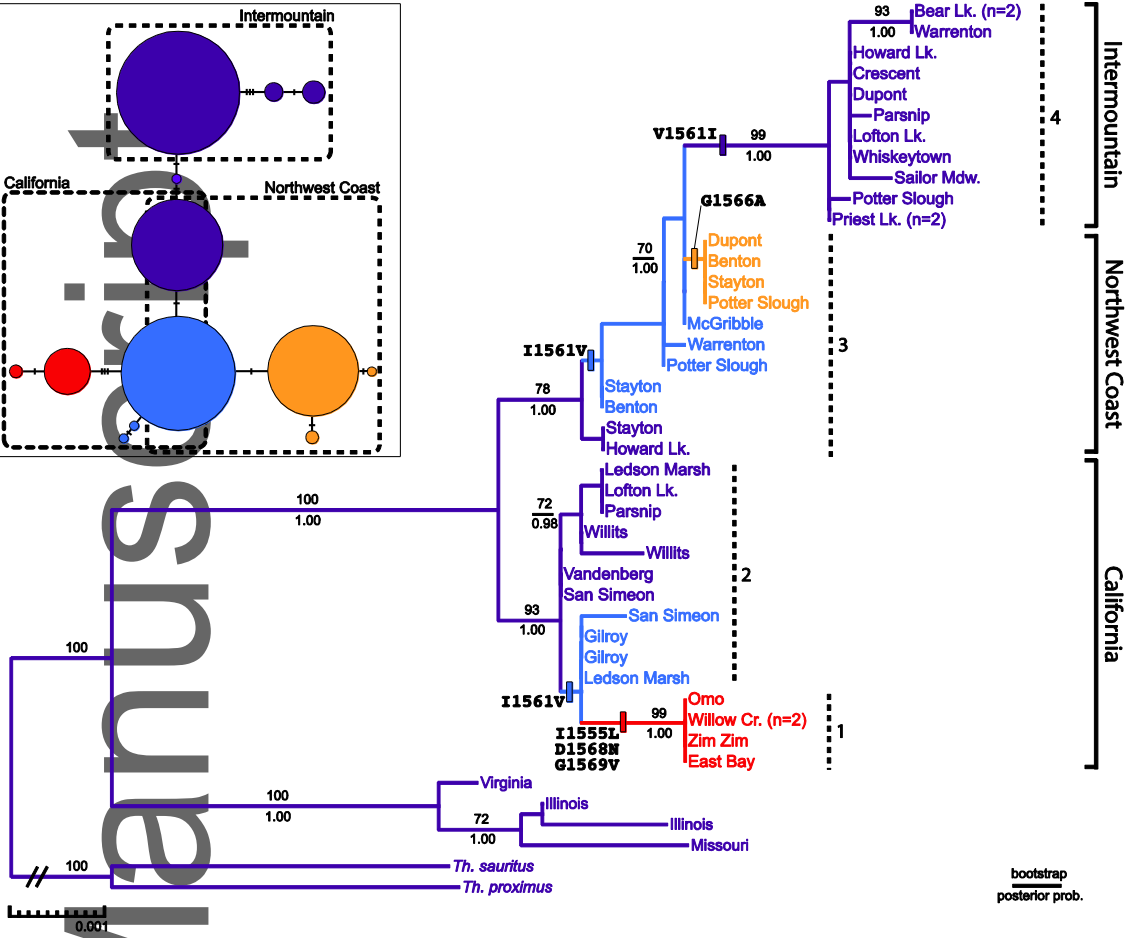 Intermountain
California
Northwest Coast
93
1.00
Bear Lk. (n=2)
Warrenton
Howard Lk.
Crescent
Dupont
Parsnip
Lofton Lk.
Whiskeytown
Sailor Mdw.
Potter Slough
Priest Lk. (n=2)
V1561I
99
1.00
4
Intermountain
G1566A
70
1.00
Dupont
Benton
Stayton
Potter Slough
McGribble
Warrenton
Potter Slough
I1561V
Stayton
Benton
78
1.00
Stayton
Howard Lk.
3
Northwest Coast
100
1.00
72
0.98
Ledson Marsh
Lofton Lk.
Parsnip
Willits
Willits
Vandenberg
San Simeon
2
93
1.00
San Simeon
Gilroy
Gilroy
Ledson Marsh
I1561V
I1555L
D1568N
G1569V
99
1.00
Omo
Willow Cr. (n=2)
Zim Zim
East Bay
1
California
100
100
1.00
Virginia
72
1.00
Illinois
Illinois
Missouri
100
Th. sauritus
Th. proximus
0.001
bootstrap
posterior prob.
Manuscript